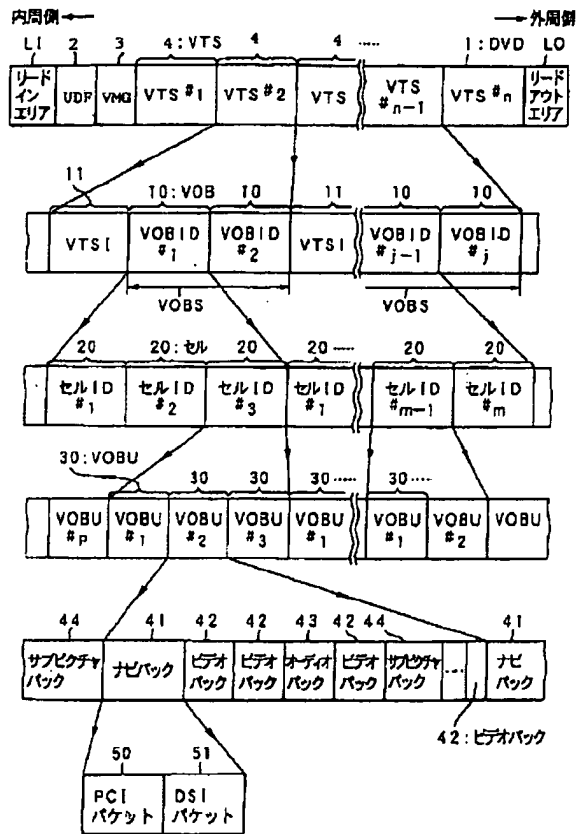 内周側
外周側
LI 2 3 4:VTS 4 4 ····· 1:DVD LO
リード
イン
エリア
UDF
VMG
VTS #1
VTS #2
VTS
VTS
#n-1
VTS #n
リード
アウト
エリア
11 10:VOB 10 11 10 10
VTSI
VOBID
#1
VOBID
#2
VTSI
VOBID
#j-1
VOBID
#j
VOBS
VOBS
20 20:セル 20 20····· 20 20
セルID
#1
セルID
#2
セルID
#3
セルID
#1
セルID
#m-1
セルID
#m
30:VOBU 30 30 30····· 30·····
VOBU
#P
VOBU
#1
VOBU
#2
VOBU
#3
VOBU
#1
VOBU
#1
VOBU
#2
VOBU
44 41 42 42 43 42 44 41
サブピクチャ
パック
ナビパック
ビデオ
パック
ビデオ
パック
オーディオ
パック
ビデオ
パック
サブピクチャ
パック
····
ナビ
パック
42:ビデオパック
50 51
PCI
パケット
DSI
パケット